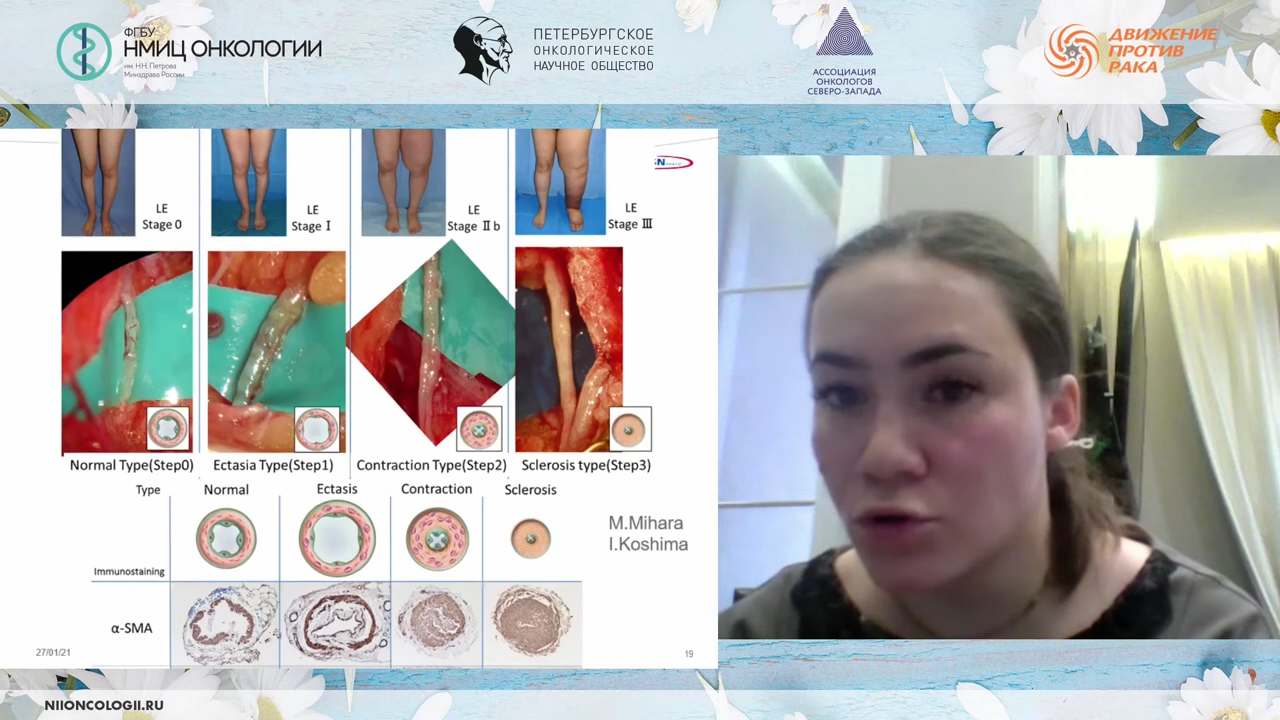 ФГБУ
НМИЦ ОНКОЛОГИИ
им. Н.Н. Петрова
Минздрава России
ПЕТЕРБУРГСКОЕ
ОНКОЛОГИЧЕСКОЕ
НАУЧНОЕ ОБЩЕСТВО
АССОЦИАЦИЯ
ОНКОЛОГОВ
СЕВЕРО-ЗАПАДА
ДВИЖЕНИЕ
ПРОТИВ
РАКА
LE
Stage 0
LE
Stage Ⅰ
LE
Stage Ⅱb
LE
Stage Ⅲ
Normal Type(Step0)
Ectasia Type(Step1)
Contraction Type(Step2)
Sclerosis type(Step3)
Type
Normal
Ectasis
Contraction
Sclerosis
M.Mihara
I.Koshima
Immunostaining
α-SMA
27/01/21
19
NIIONCOLOGII.RU